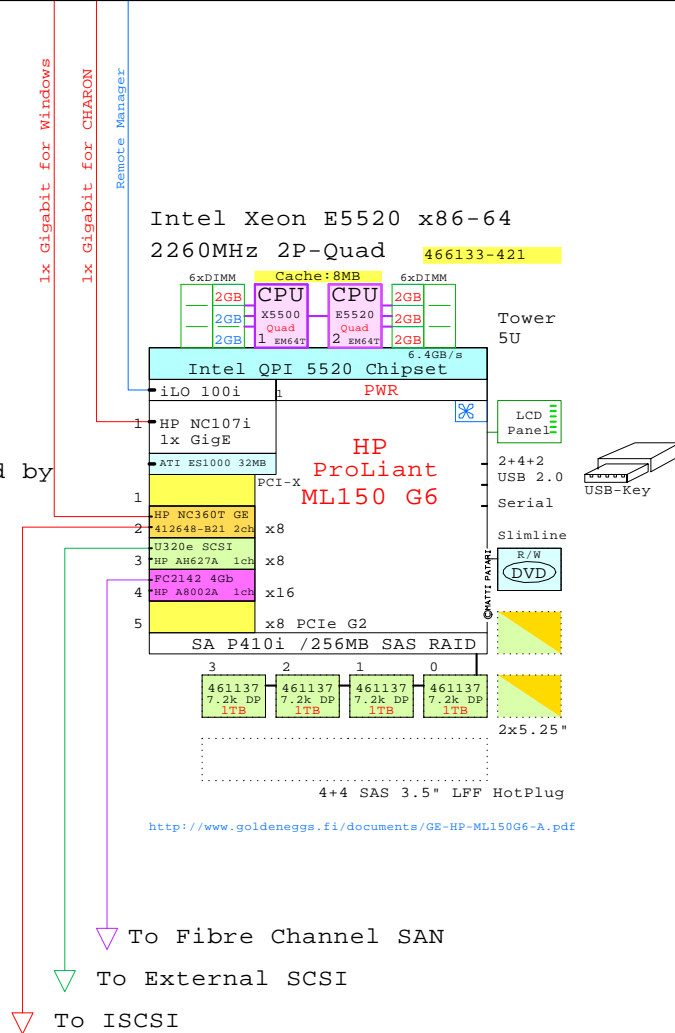 1x Gigabit for Windows
1x Gigabit for CHARON
Remote Manager
Intel Xeon E5520 x86-64
2260MHz 2P-Quad
466133-421
6xDIMM
Cache:8MB
6xDIMM
2GB
CPU
CPU
2GB
2GB
X5500
E5520
2GB
Quad
Quad
2GB
1 EM64T
2 EM64T
2GB
Tower
5U
6.4GB/s
Intel QPI 5520 Chipset
iLO 100i
1
PWR
1
HP NC107i
1x GigE
LCD
Panel
d by
ATI ES1000 32MB
HP
ProLiant
ML150 G6
2+4+2
USB 2.0
USB-Key
PCI-X
1
Serial
HP NC360T GE
2
412648-B21 2ch
x8
Slimline
U320e SCSI
3
HP AH627A 1ch
x8
R/W
DVD
FC2142 4Gb
4
HP A8002A 1ch
x16
©MATTI PATARI
5
x8 PCIe G2
SA P410i /256MB SAS RAID
3
2
1
0
461137
461137
461137
461137
7.2k DP
7.2k DP
7.2k DP
7.2k DP
1TB
1TB
1TB
1TB
2x5.25"
4+4 SAS 3.5" LFF HotPlug
http://www.goldeneggs.fi/documents/GE-HP-ML150G6-A.pdf
To Fibre Channel SAN
To External SCSI
To ISCSI